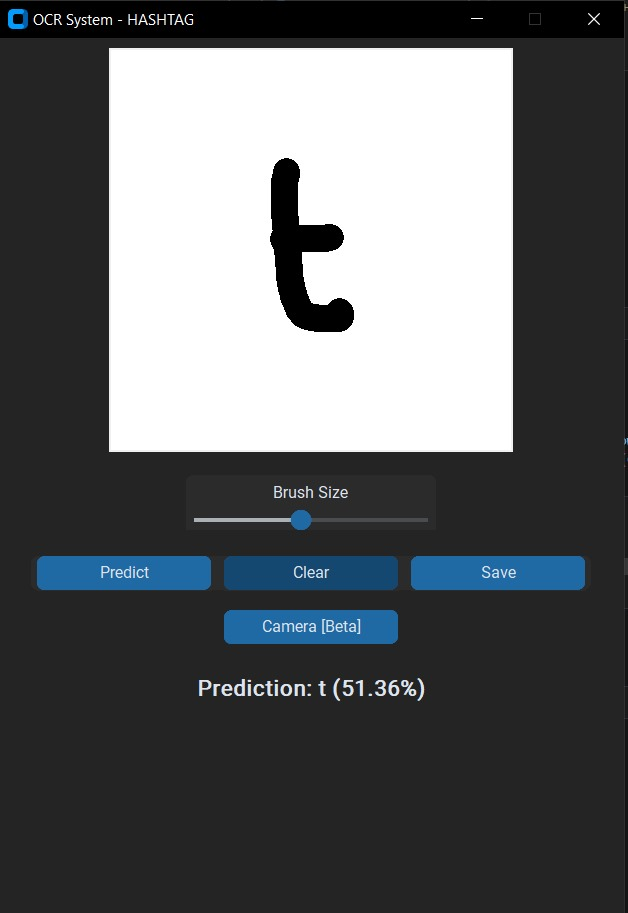 OCR System - HASHTAG
t
Brush Size
Predict Clear Save
Camera [Beta]
Prediction: t (51.36%)